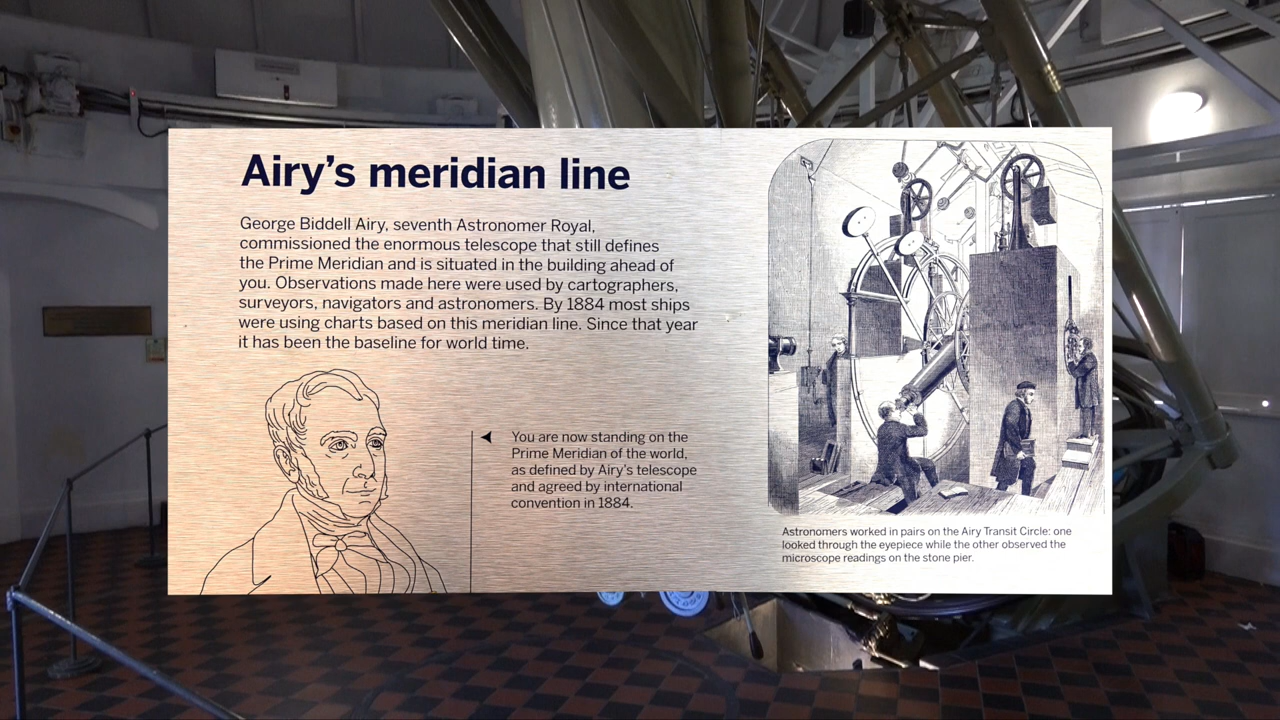 Airy's meridian line
George Biddell Airy, seventh Astronomer Royal,
commissioned the enormous telescope that still defines
the Prime Meridian and is situated in the building ahead of
you. Observations made here were used by cartographers,
surveyors, navigators and astronomers. By 1884 most ships
were using charts based on this meridian line. Since that year
it has been the baseline for world time.
You are now standing on the
Prime Meridian of the world,
as defined by Airy's telescope
and agreed by international
convention in 1884.
Astronomers worked in pairs on the Airy Transit Circle: one
looked through the eyepiece while the other observed the
microscope readings on the stone pier.